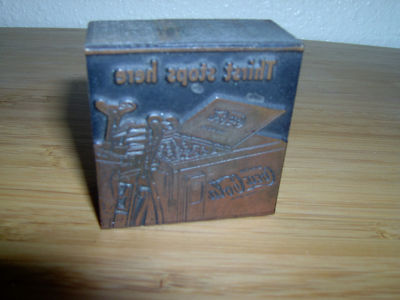 Thirst stops here
Coca-Cola